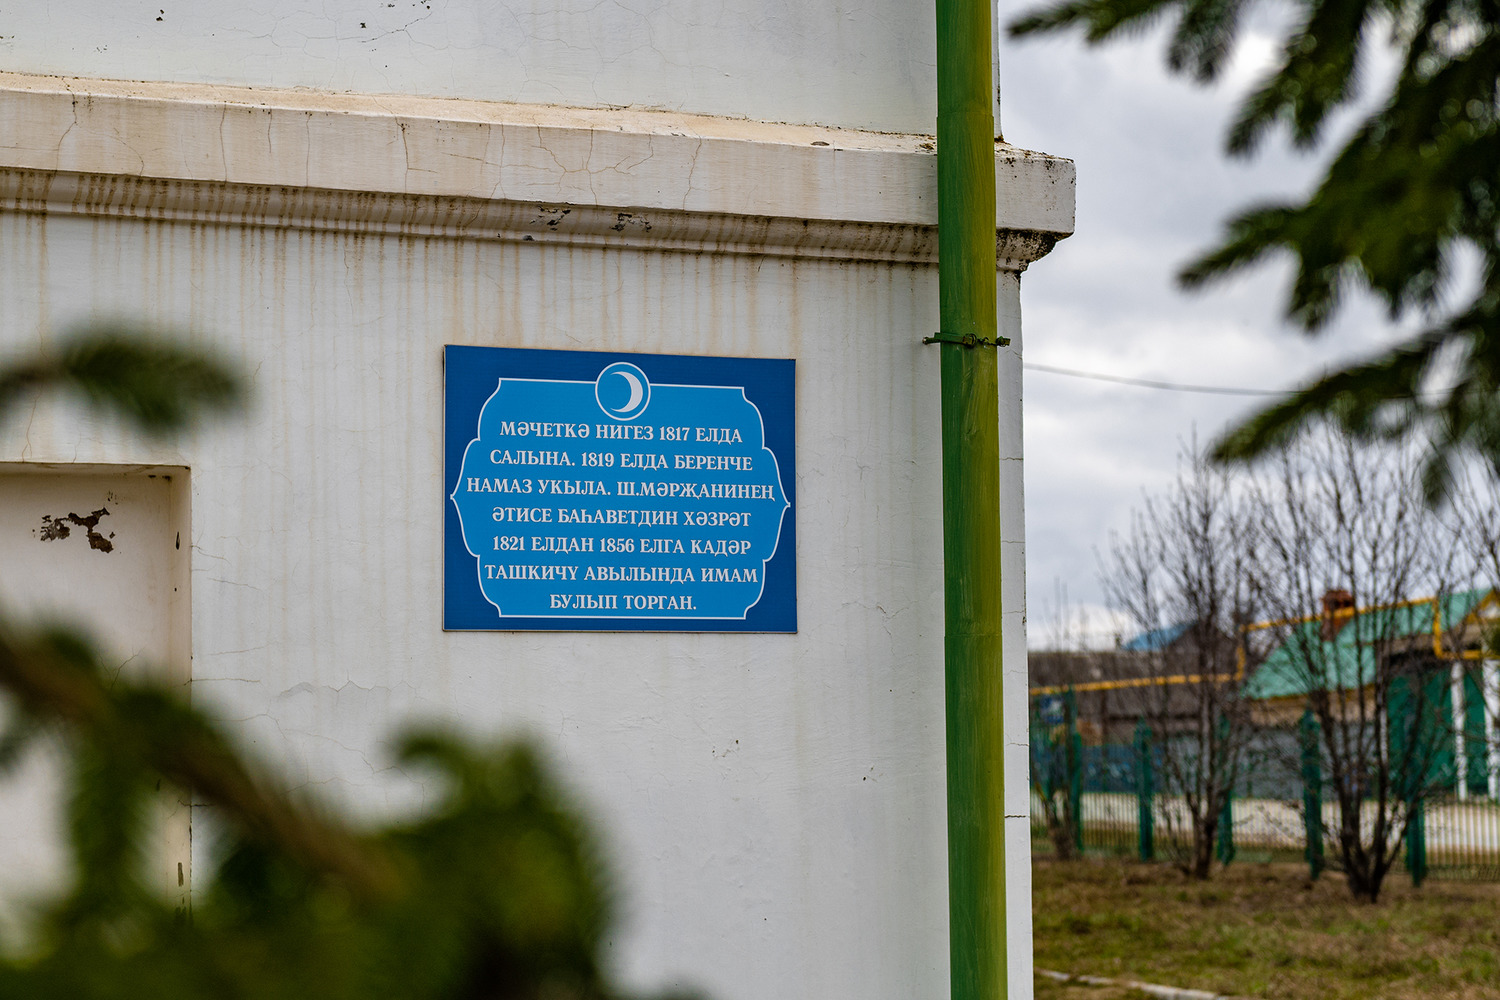 МӘЧЕТКӘ НИГЕЗ 1817 ЕЛДА
САЛЫНА. 1819 ЕЛДА БЕРЕНЧЕ
НАМАЗ УКЫЛА. Ш.МӘРҖАНИНЕҢ
ӘТИСЕ БАҺАВЕТДИН ХӘЗРӘТ
1821 ЕЛДАН 1856 ЕЛГА КАДӘР
ТАШКИЧҮ АВЫЛЫНДА ИМАМ
БУЛЫП ТОРГАН.